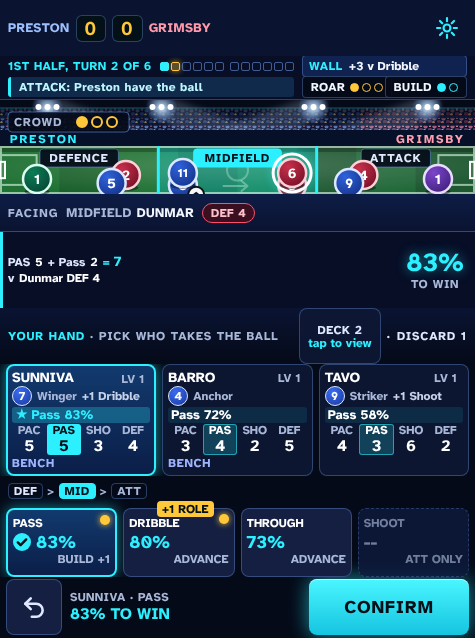 PRESTON 0 0 GRIMSBY
1ST HALF, TURN 2 OF 6
WALL +3 v Dribble
ATTACK: Preston have the ball
ROAR BUILD
CROWD
PRESTON GRIMSBY
DEFENCE MIDFIELD ATTACK
1 5 2 11 6 9 4 1
FACING MIDFIELD DUNMAR DEF 4
PAS 5 + Pass 2 = 7
v Dunmar DEF 4
83%
TO WIN
YOUR HAND · PICK WHO TAKES THE BALL
DECK 2
tap to view
· DISCARD 1
SUNNIVA LV 1
7 Winger +1 Dribble
★ Pass 83%
PAC PAS SHO DEF
5 5 3 4
BENCH
BARRO LV 1
4 Anchor
Pass 72%
PAC PAS SHO DEF
3 4 2 5
BENCH
TAVO LV 1
9 Striker +1 Shoot
Pass 58%
PAC PAS SHO DEF
4 3 6 2
DEF > MID > ATT
PASS
83%
BUILD +1
+1 ROLE
DRIBBLE
80%
ADVANCE
THROUGH
73%
ADVANCE
SHOOT
--
ATT ONLY
SUNNIVA · PASS
83% TO WIN
CONFIRM